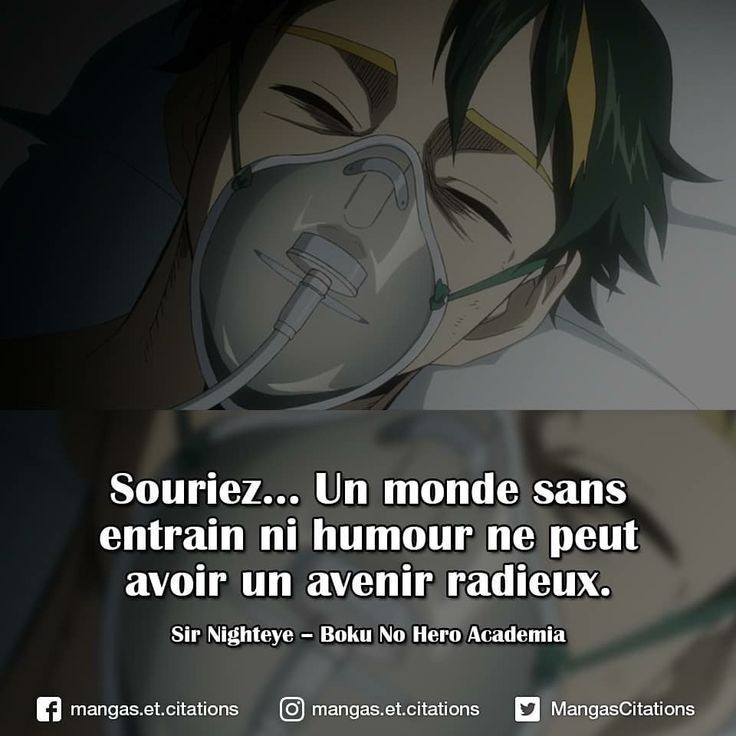 Souriez... Un monde sans
entrain ni humour ne peut
avoir un avenir radieux.
Sir Nighteye – Boku No Hero Academia
mangas.et.citations mangas.et.citations MangasCitations